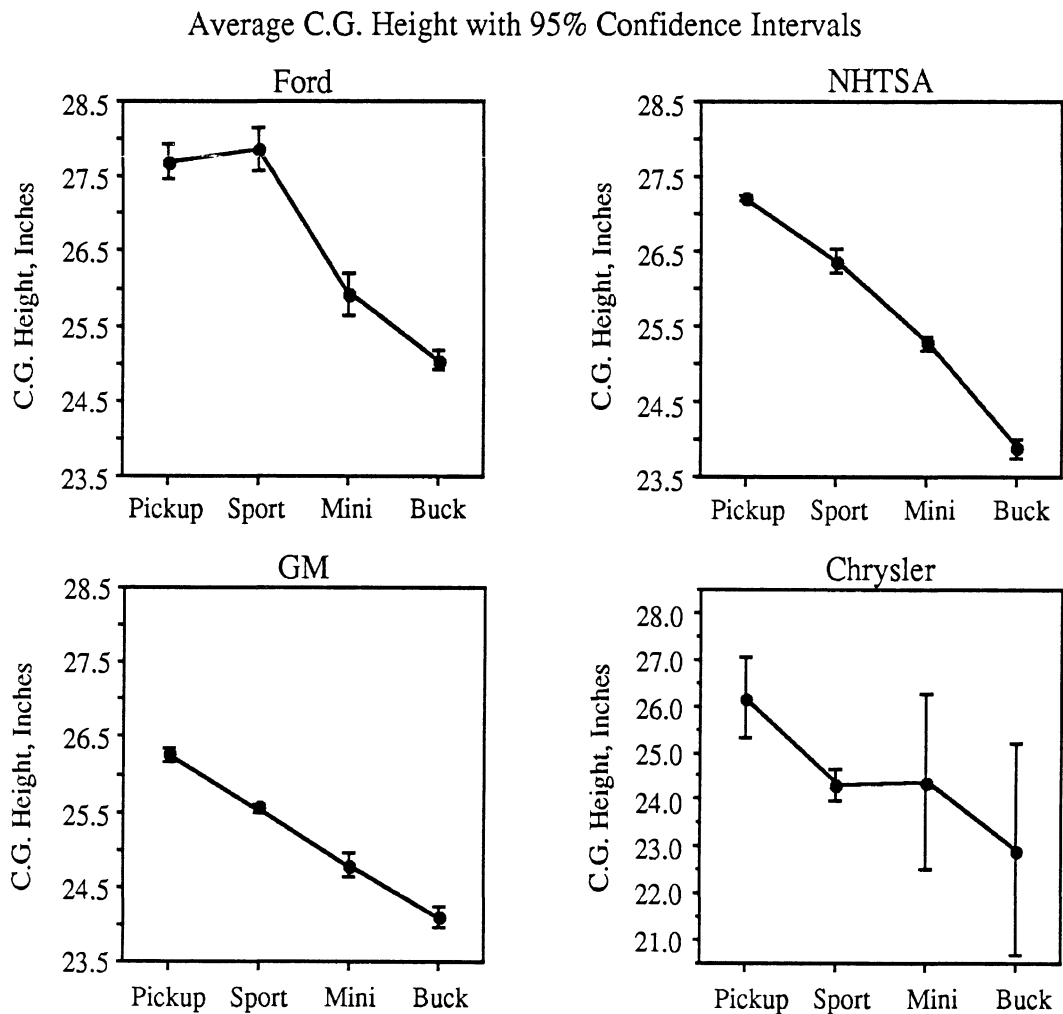 Average C.G. Height with 95% Confidence Intervals
Ford
C.G. Height, Inches
28.5
27.5
26.5
25.5
24.5
23.5
Pickup Sport Mini Buck
NHTSA
C.G. Height, Inches
28.5
27.5
26.5
25.5
24.5
23.5
Pickup Sport Mini Buck
GM
C.G. Height, Inches
28.5
27.5
26.5
25.5
24.5
23.5
Pickup Sport Mini Buck
Chrysler
C.G. Height, Inches
28.0
27.0
26.0
25.0
24.0
23.0
22.0
21.0
Pickup Sport Mini Buck